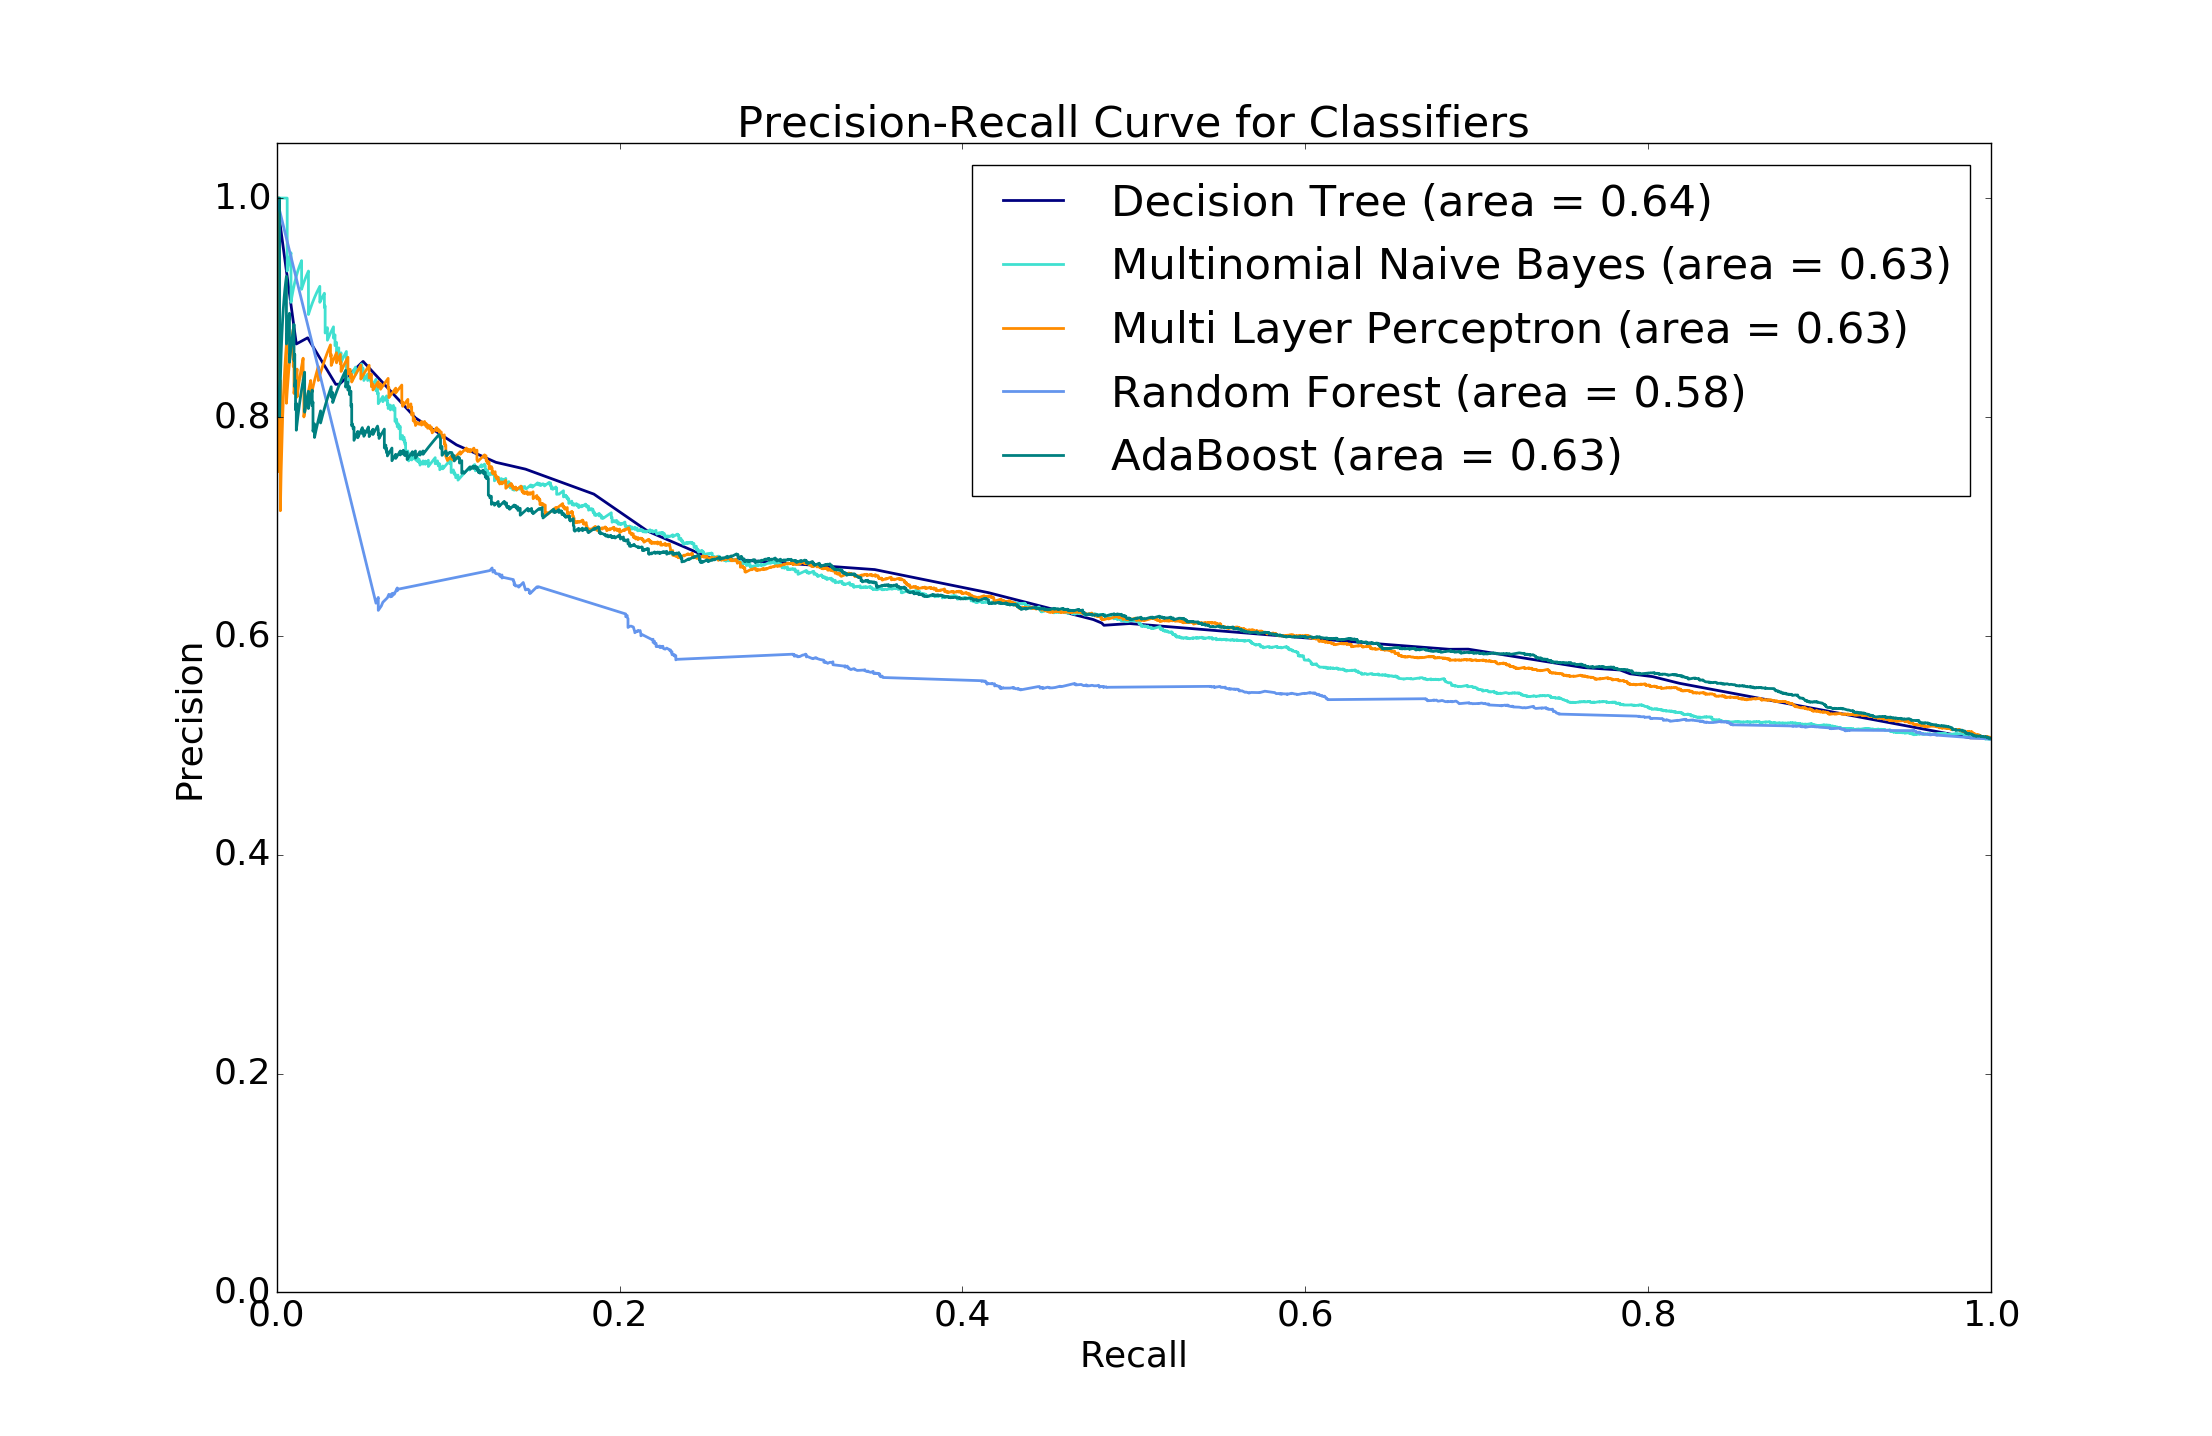 Precision-Recall Curve for Classifiers
Decision Tree (area = 0.64)
Multinomial Naive Bayes (area = 0.63)
Multi Layer Perceptron (area = 0.63)
Random Forest (area = 0.58)
AdaBoost (area = 0.63)
1.0
0.8
0.6
0.4
0.2
0.0
Precision
0.0 0.2 0.4 0.6 0.8 1.0
Recall